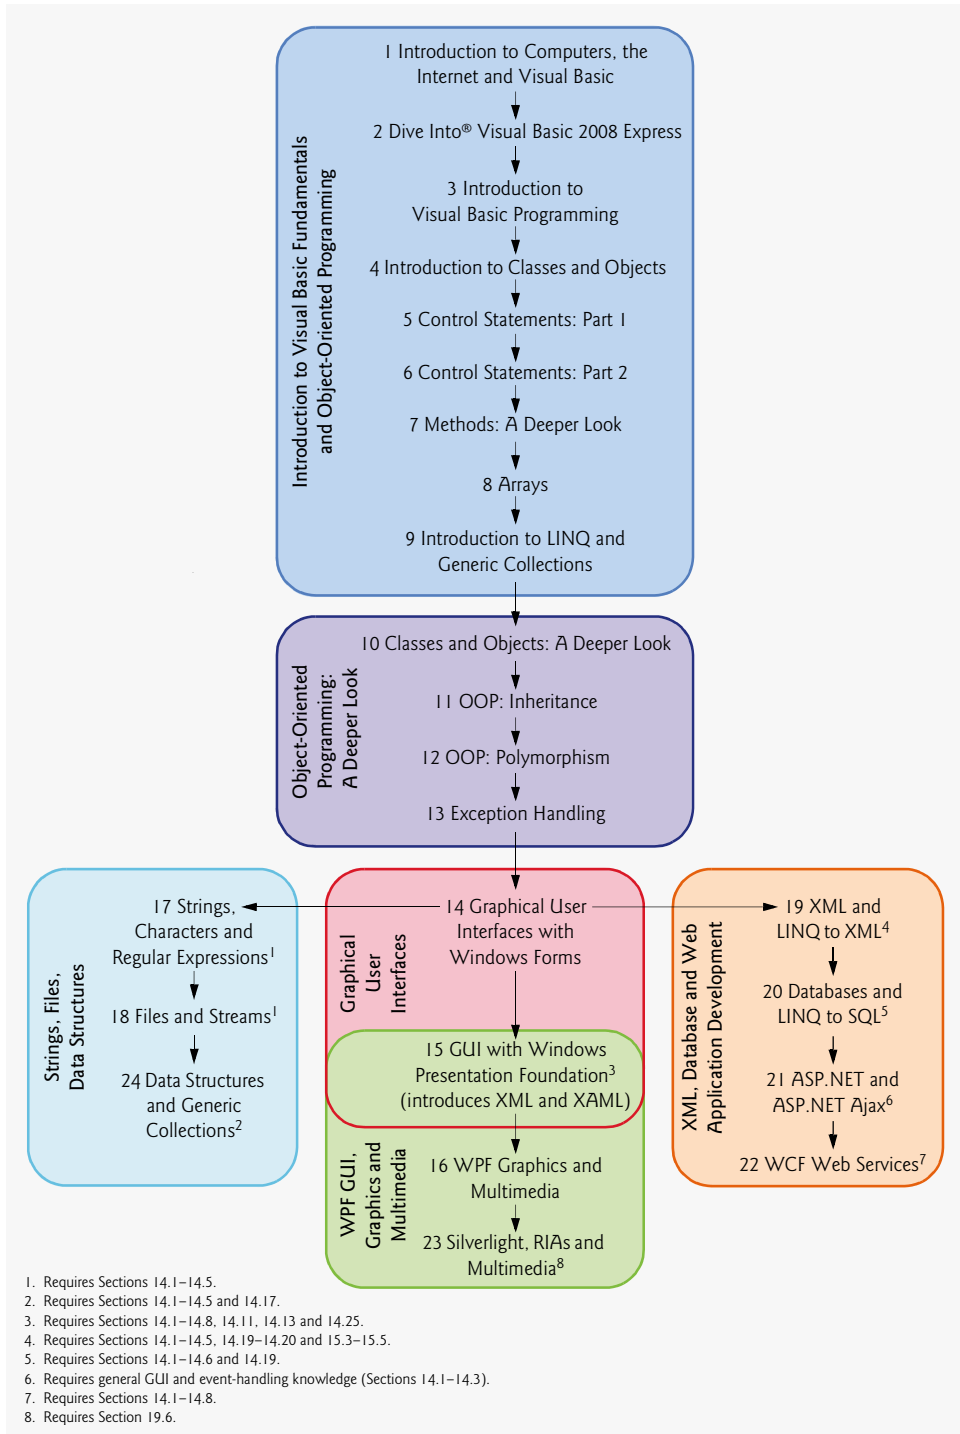 Introduction to Visual Basic Fundamentals
and Object-Oriented Programming
1 Introduction to Computers, the
Internet and Visual Basic
2 Dive Into® Visual Basic 2008 Express
3 Introduction to
Visual Basic Programming
4 Introduction to Classes and Objects
5 Control Statements: Part 1
6 Control Statements: Part 2
7 Methods: A Deeper Look
8 Arrays
9 Introduction to LINQ and
Generic Collections
Object-Oriented
Programming:
A Deeper Look
10 Classes and Objects: A Deeper Look
11 OOP: Inheritance
12 OOP: Polymorphism
13 Exception Handling
Strings, Files,
Data Structures
17 Strings,
Characters and
Regular Expressions¹
18 Files and Streams¹
24 Data Structures
and Generic
Collections²
Graphical
User
Interfaces
14 Graphical User
Interfaces with
Windows Forms
15 GUI with Windows
Presentation Foundation³
(introduces XML and XAML)
WPF GUI,
Graphics and
Multimedia
16 WPF Graphics and
Multimedia
23 Silverlight, RIAs and
Multimedia⁸
XML, Database and Web
Application Development
19 XML and
LINQ to XML⁴
20 Databases and
LINQ to SQL⁵
21 ASP.NET and
ASP.NET Ajax⁶
22 WCF Web Services⁷
1. Requires Sections 14.1–14.5.
2. Requires Sections 14.1–14.5 and 14.17.
3. Requires Sections 14.1–14.8, 14.11, 14.13 and 14.25.
4. Requires Sections 14.1–14.5, 14.19–14.20 and 15.3–15.5.
5. Requires Sections 14.1–14.6 and 14.19.
6. Requires general GUI and event-handling knowledge (Sections 14.1–14.3).
7. Requires Sections 14.1–14.8.
8. Requires Section 19.6.